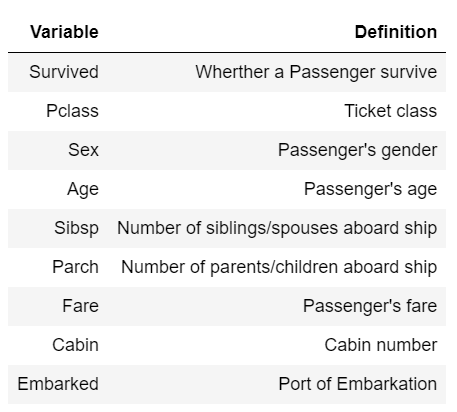 Variable Definition
Survived Wherther a Passenger survive
Pclass Ticket class
Sex Passenger's gender
Age Passenger's age
Sibsp Number of siblings/spouses aboard ship
Parch Number of parents/children aboard ship
Fare Passenger's fare
Cabin Cabin number
Embarked Port of Embarkation